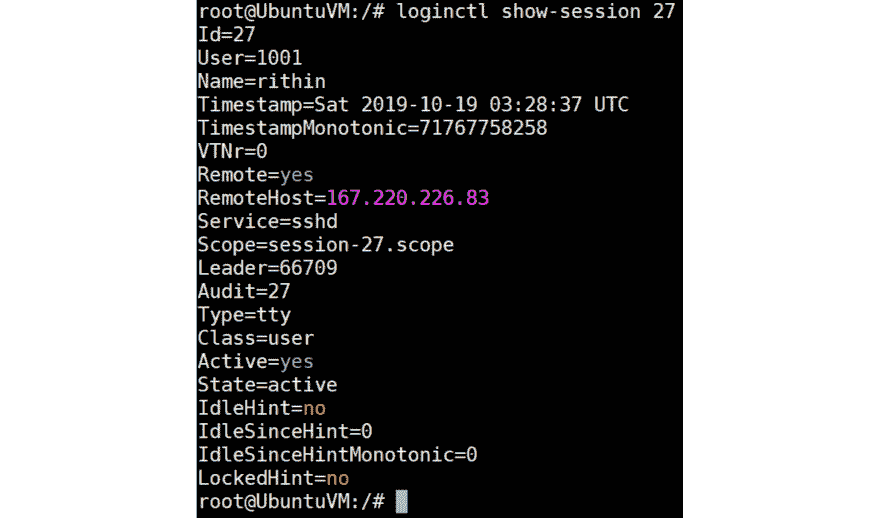 root@UbuntuVM:/# loginctl show-session 27
Id=27
User=1001
Name=rithin
Timestamp=Sat 2019-10-19 03:28:37 UTC
TimestampMonotonic=71767758258
VTNr=0
Remote=yes
RemoteHost=167.220.226.83
Service=sshd
Scope=session-27.scope
Leader=66709
Audit=27
Type=tty
Class=user
Active=yes
State=active
IdleHint=no
IdleSinceHint=0
IdleSinceHintMonotonic=0
LockedHint=no
root@UbuntuVM:/#